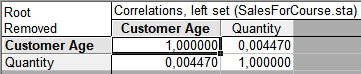 Root Removed Correlations, left set (SalesForCourse.sta)
Customer Age Quantity
Customer Age 1,000000 0,004470
Quantity 0,004470 1,000000